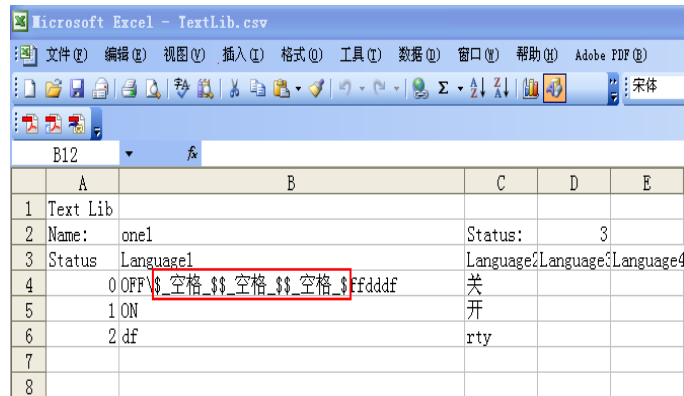 Microsoft Excel - TextLib.csv
文件(F) 编辑(E) 视图(V) 插入(I) 格式(O) 工具(T) 数据(D) 窗口(W) 帮助(H) Adobe PDF(B)
宋体
B12 fx
A B C D E
1 Text Lib
2 Name: one1 Status: 3
3 Status Language1 Language2 Language3 Language4
4 0 OFF\$_空格_$$_空格_$$_空格_$ffdddf 关
5 1 ON 开
6 2 df rty
7
8